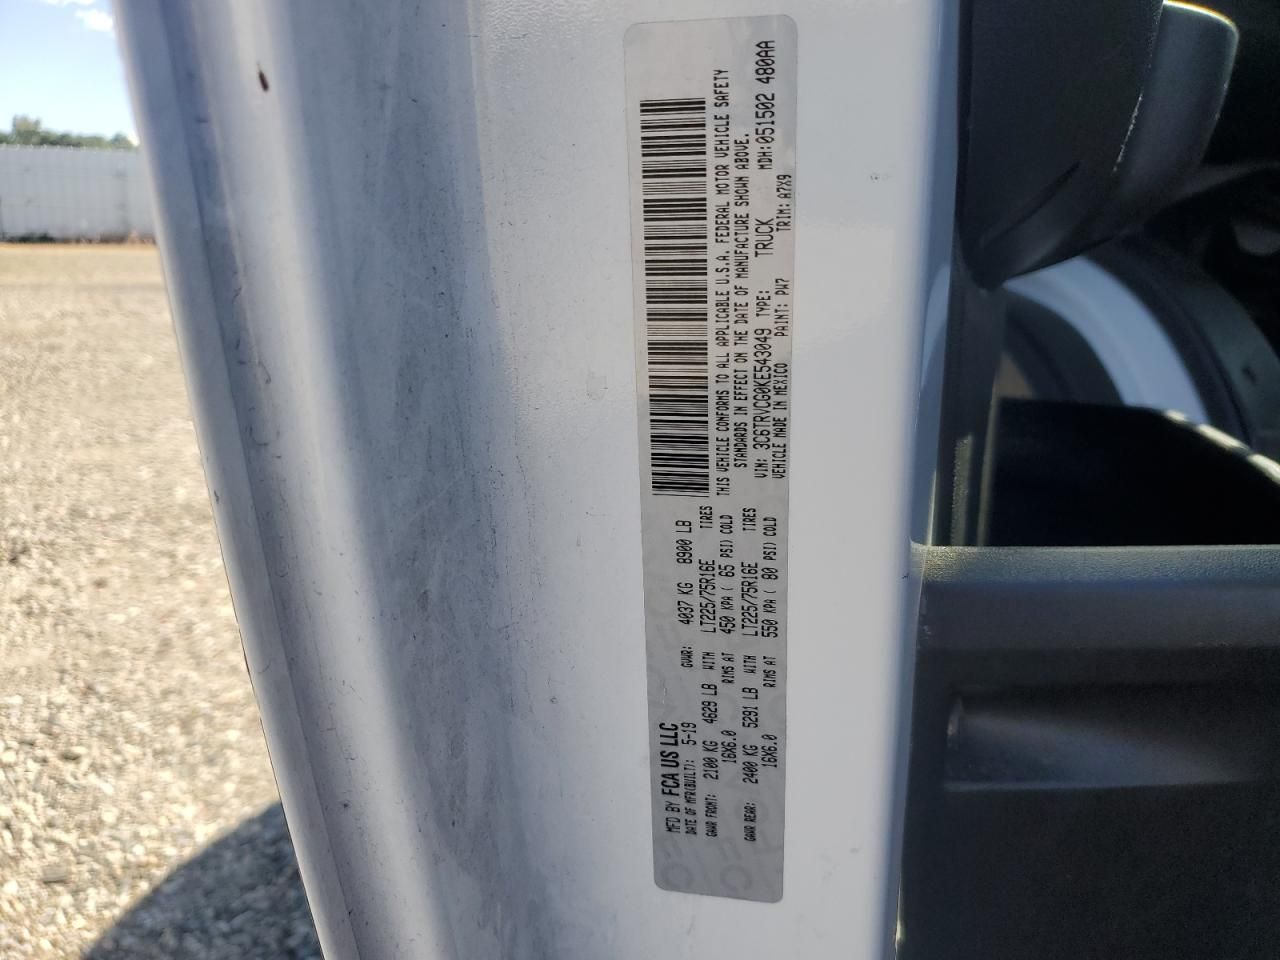 MFD BY FCA US LLC
DATE OF MFR(BUILT): 5-19 GVWR: 4037 KG 8900 LB
GAWR FRONT: 2100 KG 4629 LB WITH LT225/75R16E TIRES
16X6.0 RIMS AT 450 KPA ( 65 PSI) COLD
GAWR REAR: 2400 KG 5291 LB WITH LT225/75R16E TIRES
16X6.0 RIMS AT 550 KPA ( 80 PSI) COLD
THIS VEHICLE CONFORMS TO ALL APPLICABLE U.S.A. FEDERAL MOTOR VEHICLE SAFETY
STANDARDS IN EFFECT ON THE DATE OF MANUFACTURE SHOWN ABOVE.
VIN: 3C6TRVCG0KE543049 TYPE: TRUCK MDH:051502 480AA
VEHICLE MADE IN MEXICO PAINT: PW7 TRIM: A7X9